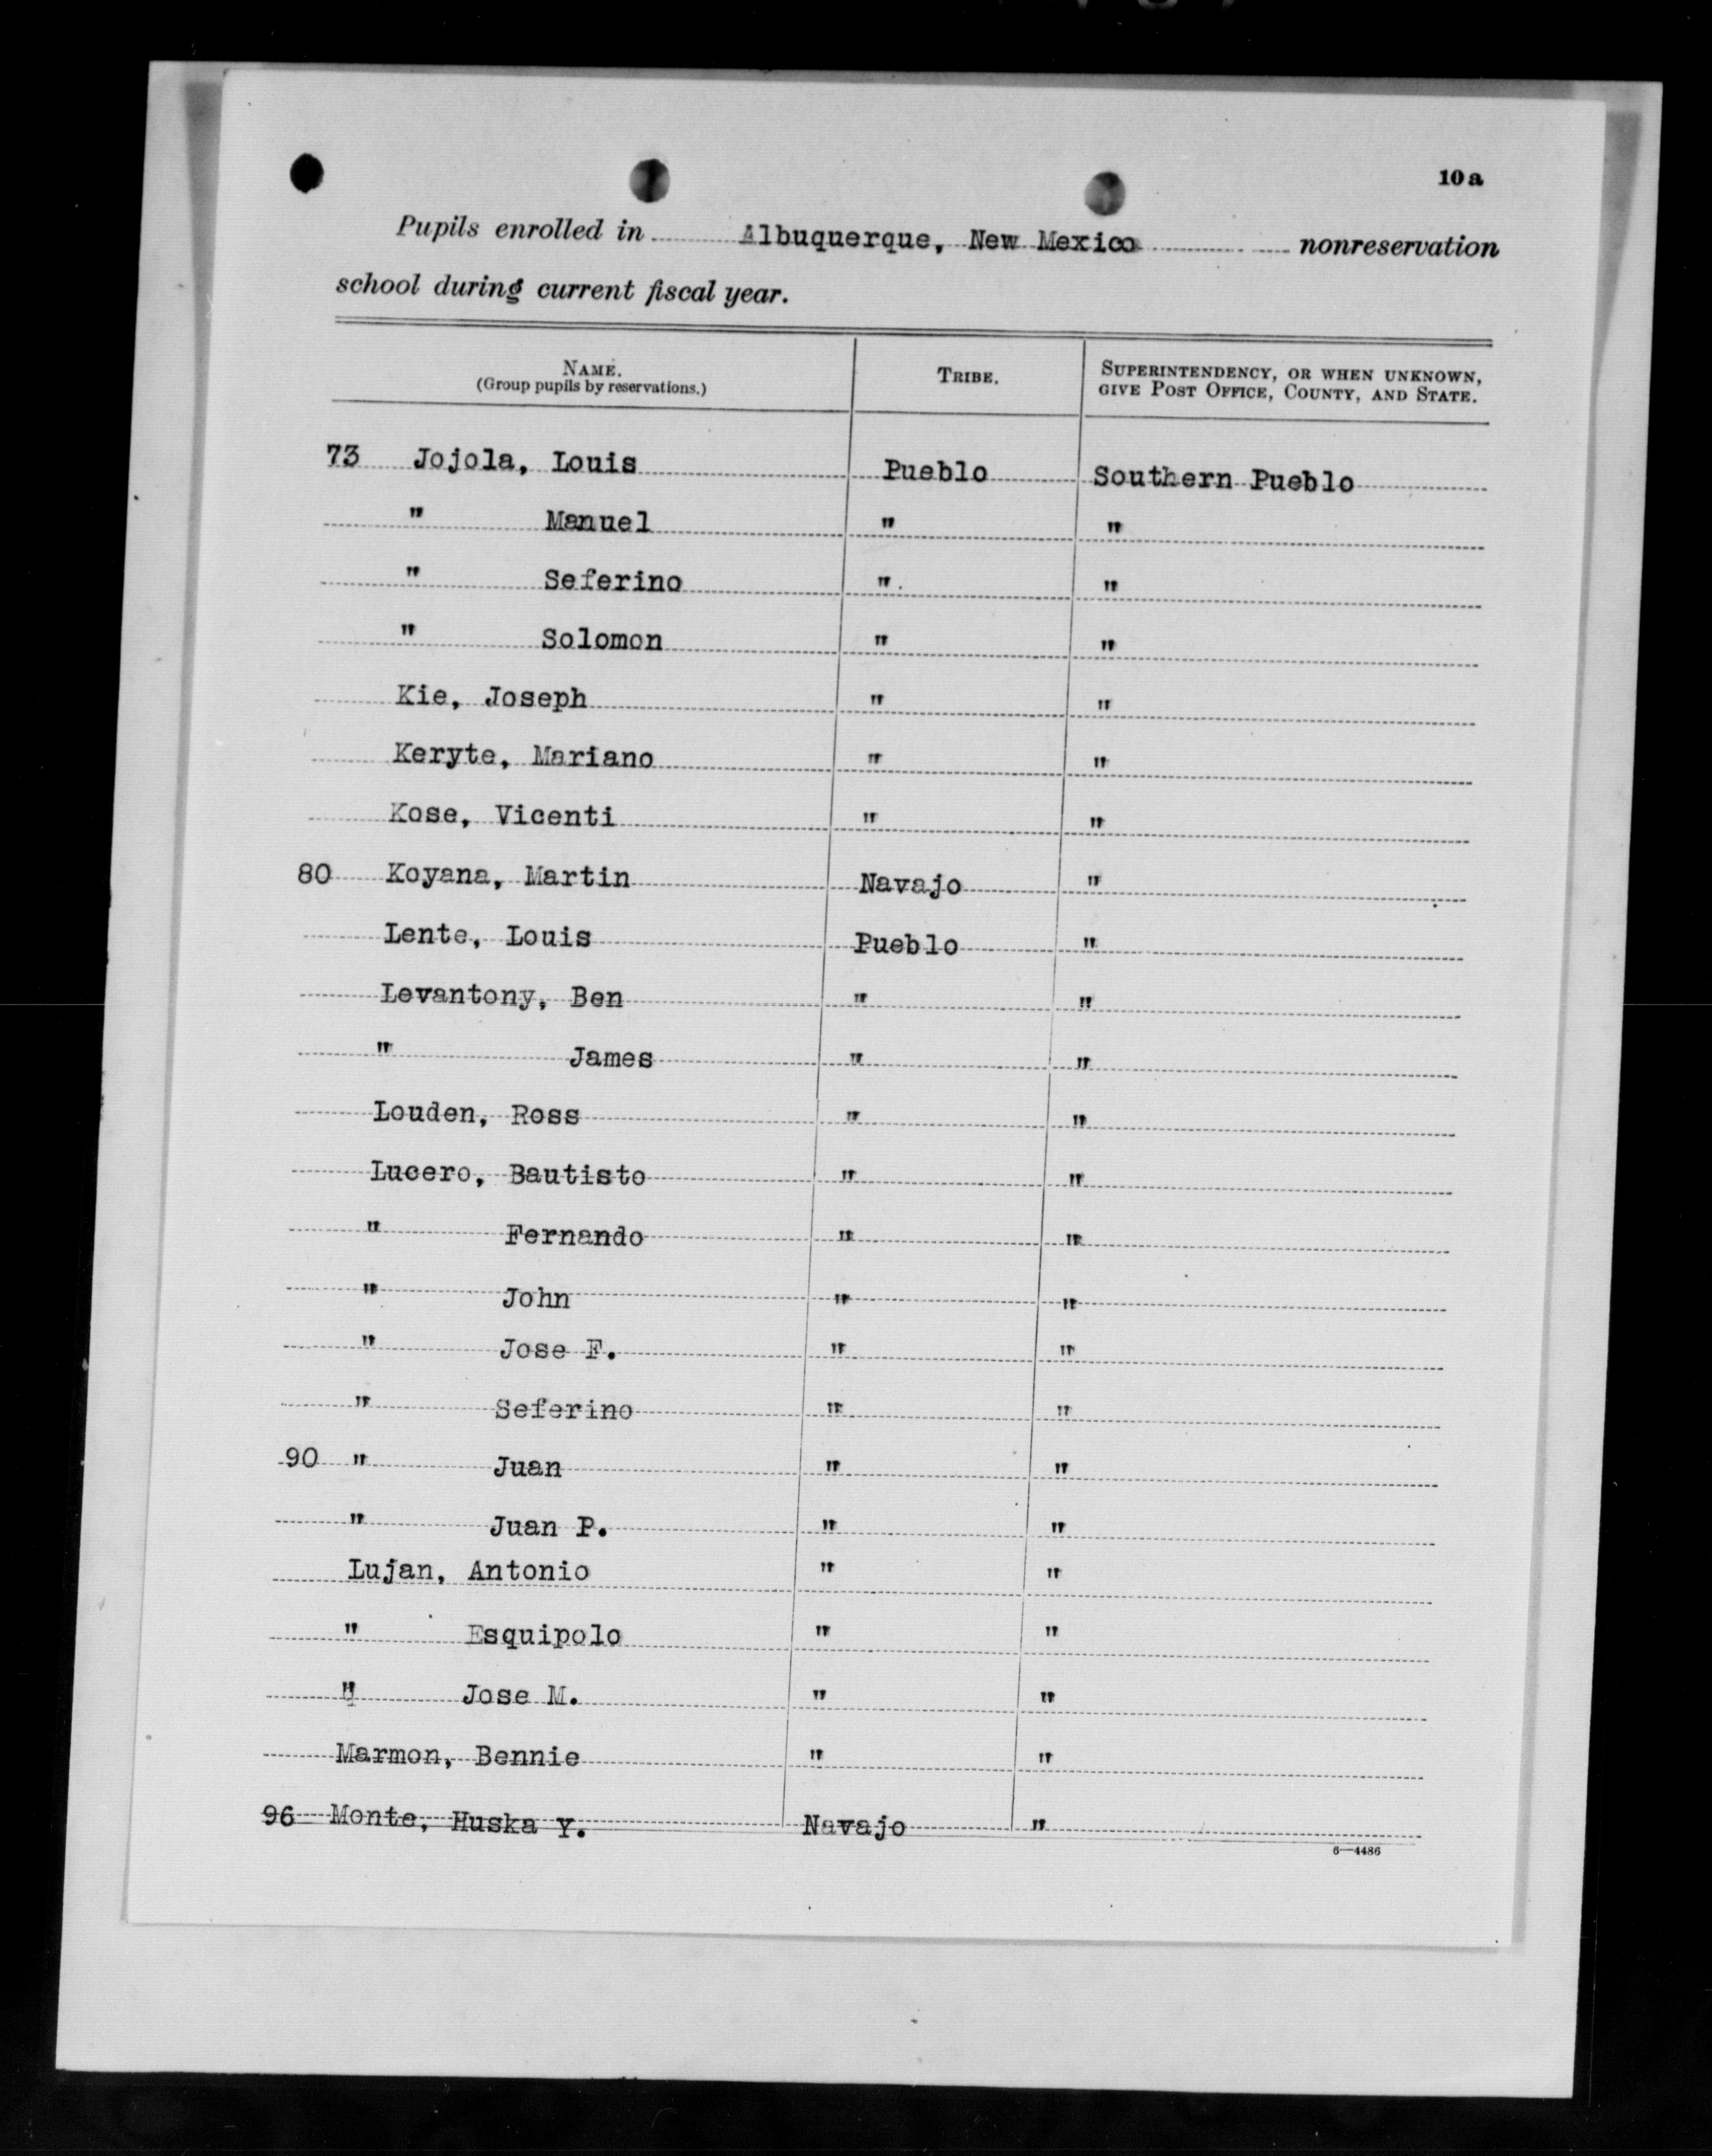 10a
Pupils enrolled in Albuquerque, New Mexico nonreservation
school during current fiscal year.
NAME. (Group pupils by reservations.) TRIBE. SUPERINTENDENCY, OR WHEN UNKNOWN, GIVE POST OFFICE, COUNTY, AND STATE.
73 Jojola, Louis Pueblo Southern Pueblo
" Manuel " "
" Seferino " "
" Solomon " "
Kie, Joseph " "
Keryte, Mariano " "
Kose, Vicenti " "
80 Koyana, Martin Navajo "
Lente, Louis Pueblo "
Levantony, Ben " "
" James " "
Louden, Ross " "
Lucero, Bautisto " "
" Fernando " "
" John " "
" Jose F. " "
" Seferino " "
90 " Juan " "
" Juan P. " "
Lujan, Antonio " "
" Esquipolo " "
" Jose M. " "
Marmon, Bennie " "
96 Monte, Huska Y. Navajo "
6—4486